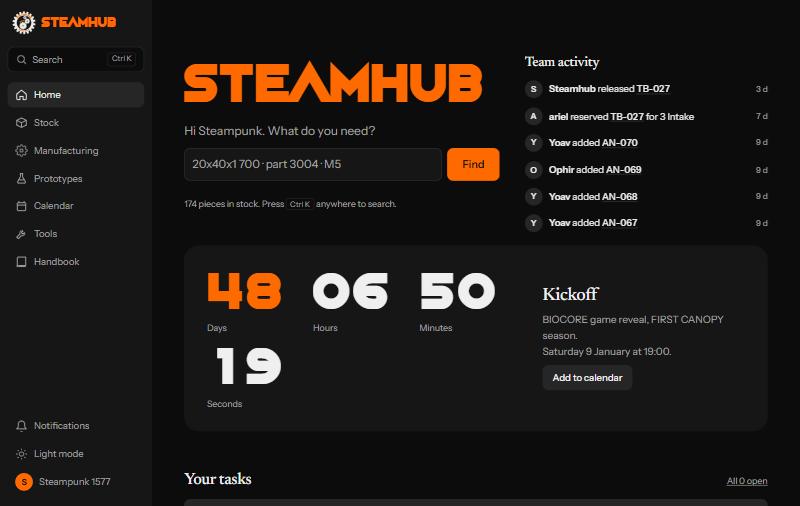 STEAMHUB
Search Ctrl K
Home
Stock
Manufacturing
Prototypes
Calendar
Tools
Handbook
Notifications
Light mode
S Steampunk 1577
STEAMHUB
Hi Steampunk. What do you need?
20x40x1 700 · part 3004 · M5 Find
174 pieces in stock. Press Ctrl K anywhere to search.
Team activity
S Steamhub released TB-027 3 d
A ariel reserved TB-027 for 3 Intake 7 d
Y Yoav added AN-070 9 d
O Ophir added AN-069 9 d
Y Yoav added AN-068 9 d
Y Yoav added AN-067 9 d
48 06 50
Days Hours Minutes
19
Seconds
Kickoff
BIOCORE game reveal, FIRST CANOPY
season.
Saturday 9 January at 19:00.
Add to calendar
Your tasks All 0 open